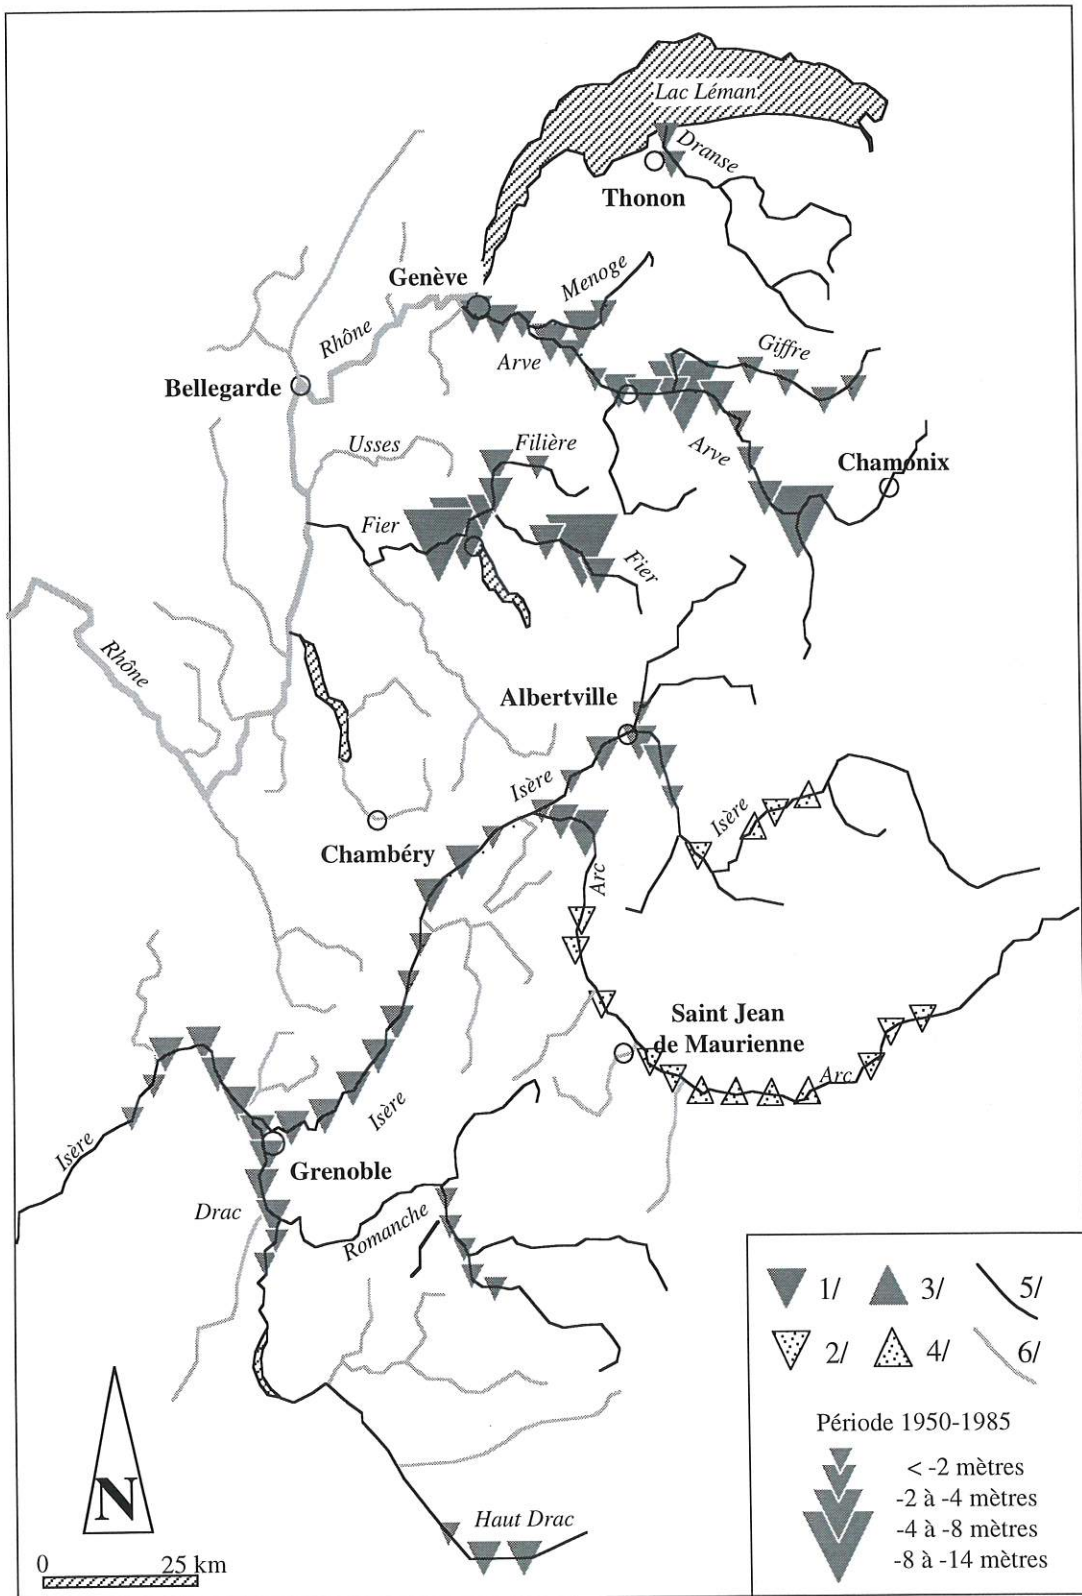 Lac Léman
Dranse
Thonon
Genève
Menoge
Rhône
Arve
Giffre
Bellegarde
Usses
Filière
Arve
Chamonix
Fier
Fier
Rhône
Albertville
Isère
Isère
Chambéry
Arc
Saint Jean
de Maurienne
Arc
Isère
Isère
Grenoble
Drac
Romanche
1/ 3/ 5/
2/ 4/ 6/
Période 1950-1985
< -2 mètres
-2 à -4 mètres
-4 à -8 mètres
-8 à -14 mètres
N
Haut Drac
0 25 km